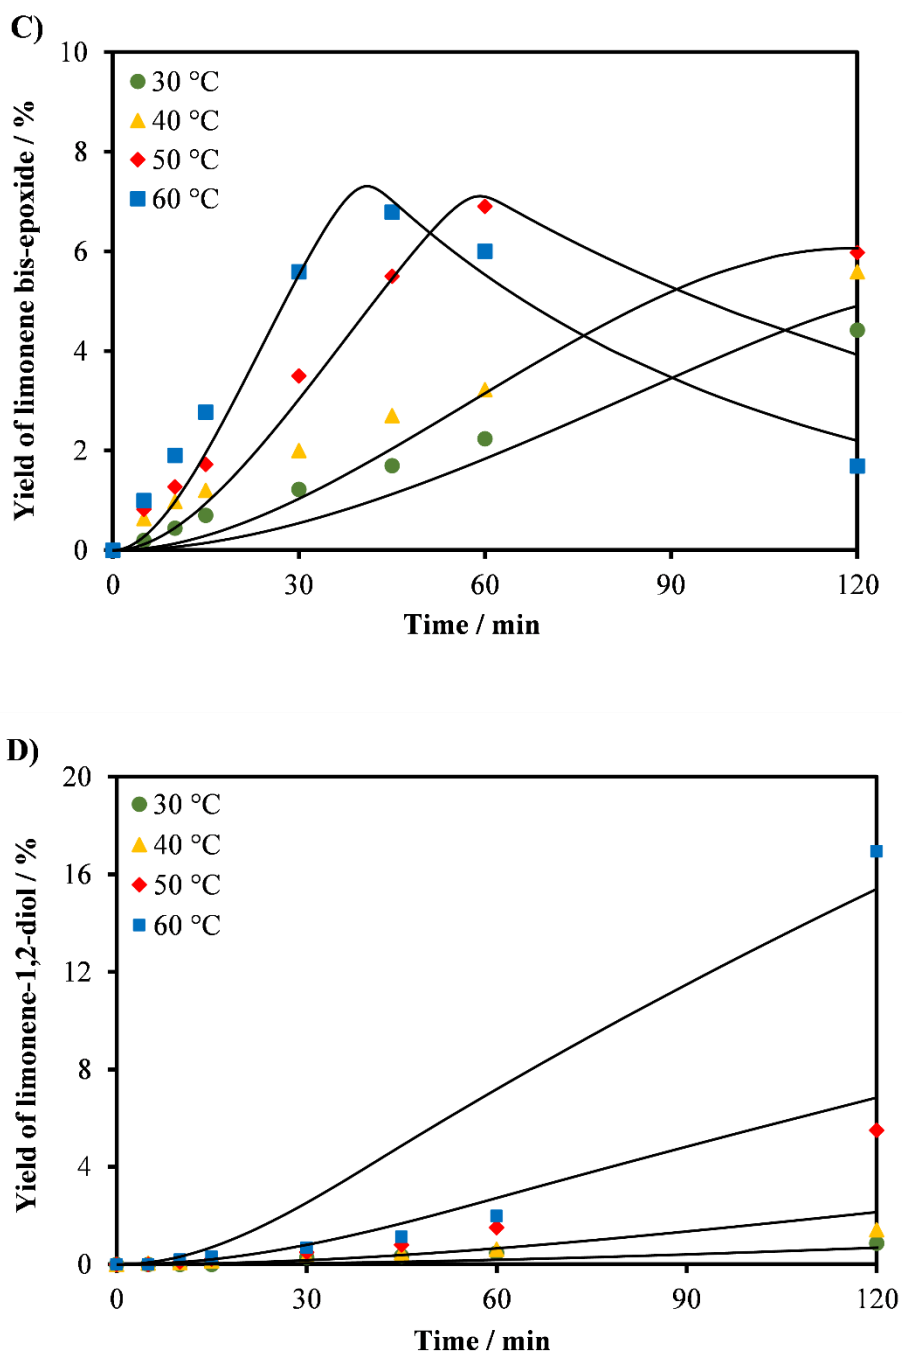 C)
Yield of limonene bis-epoxide / %
10
8
6
4
2
0
30 °C
40 °C
50 °C
60 °C
0 30 60 90 120
Time / min
D)
Yield of limonene-1,2-diol / %
20
16
12
8
4
0
30 °C
40 °C
50 °C
60 °C
0 30 60 90 120
Time / min